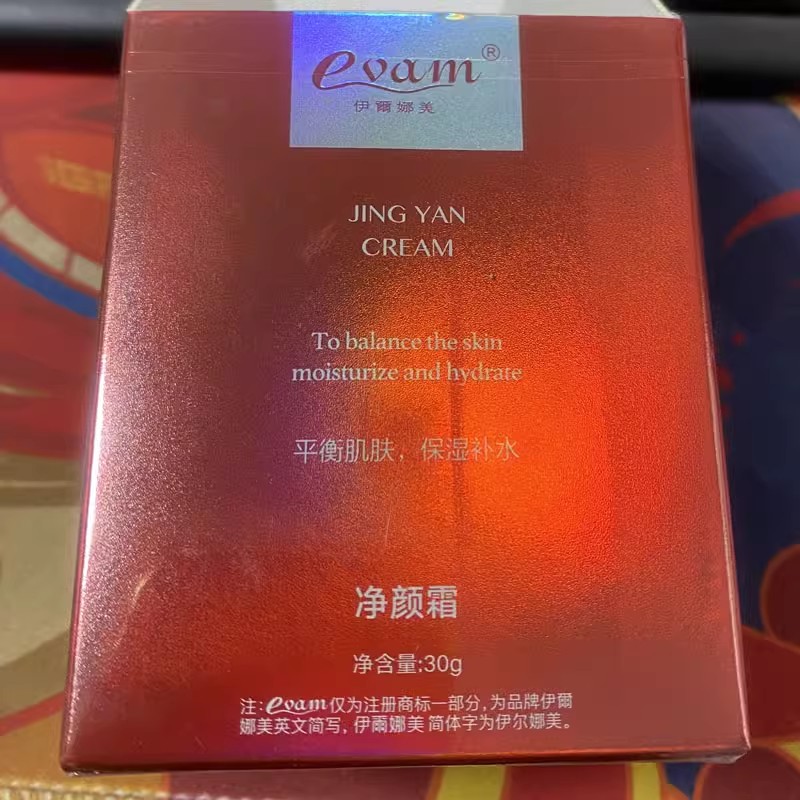 evam®
伊爾娜美
JING YAN
CREAM
To balance the skin
moisturize and hydrate
平衡肌肤，保湿补水
净颜霜
净含量:30g
注:evam仅为注册商标一部分,为品牌伊爾
娜美英文简写,伊爾娜美简体字为伊尔娜美。